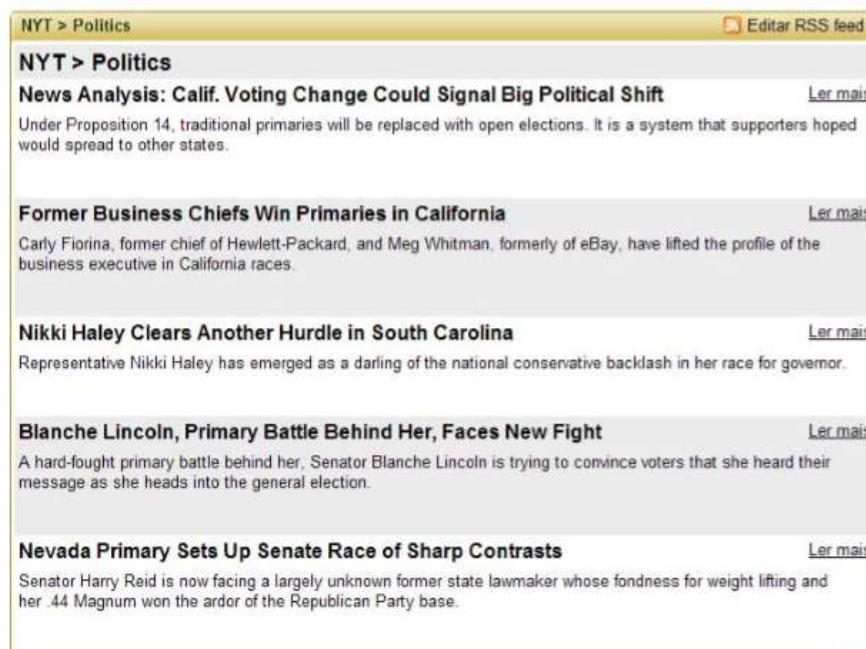 NYT > Politics
Editar RSS feed
NYT > Politics
News Analysis: Calif. Voting Change Could Signal Big Political Shift
Ler mais
Under Proposition 14, traditional primaries will be replaced with open elections. It is a system that supporters hoped
would spread to other states.
Former Business Chiefs Win Primaries in California
Ler mais
Carly Fiorina, former chief of Hewlett-Packard, and Meg Whitman, formerly of eBay, have lifted the profile of the
business executive in California races.
Nikki Haley Clears Another Hurdle in South Carolina
Ler mais
Representative Nikki Haley has emerged as a darling of the national conservative backlash in her race for governor.
Blanche Lincoln, Primary Battle Behind Her, Faces New Fight
Ler mais
A hard-fought primary battle behind her, Senator Blanche Lincoln is trying to convince voters that she heard their
message as she heads into the general election.
Nevada Primary Sets Up Senate Race of Sharp Contrasts
Ler mais
Senator Harry Reid is now facing a largely unknown former state lawmaker whose fondness for weight lifting and
her .44 Magnum won the ardor of the Republican Party base.